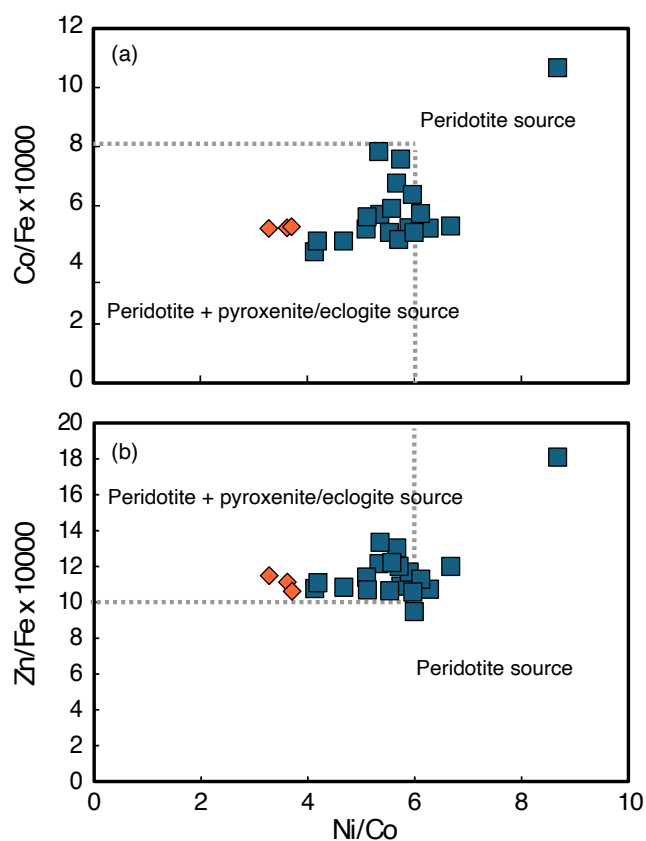 (a)
Peridotite source
Peridotite + pyroxenite/eclogite source
Co/Fe x 10000
12
10
8
6
4
2
0
(b)
Peridotite + pyroxenite/eclogite source
Peridotite source
Zn/Fe x 10000
20
18
16
14
12
10
8
6
4
2
0
0 2 4 6 8 10
Ni/Co